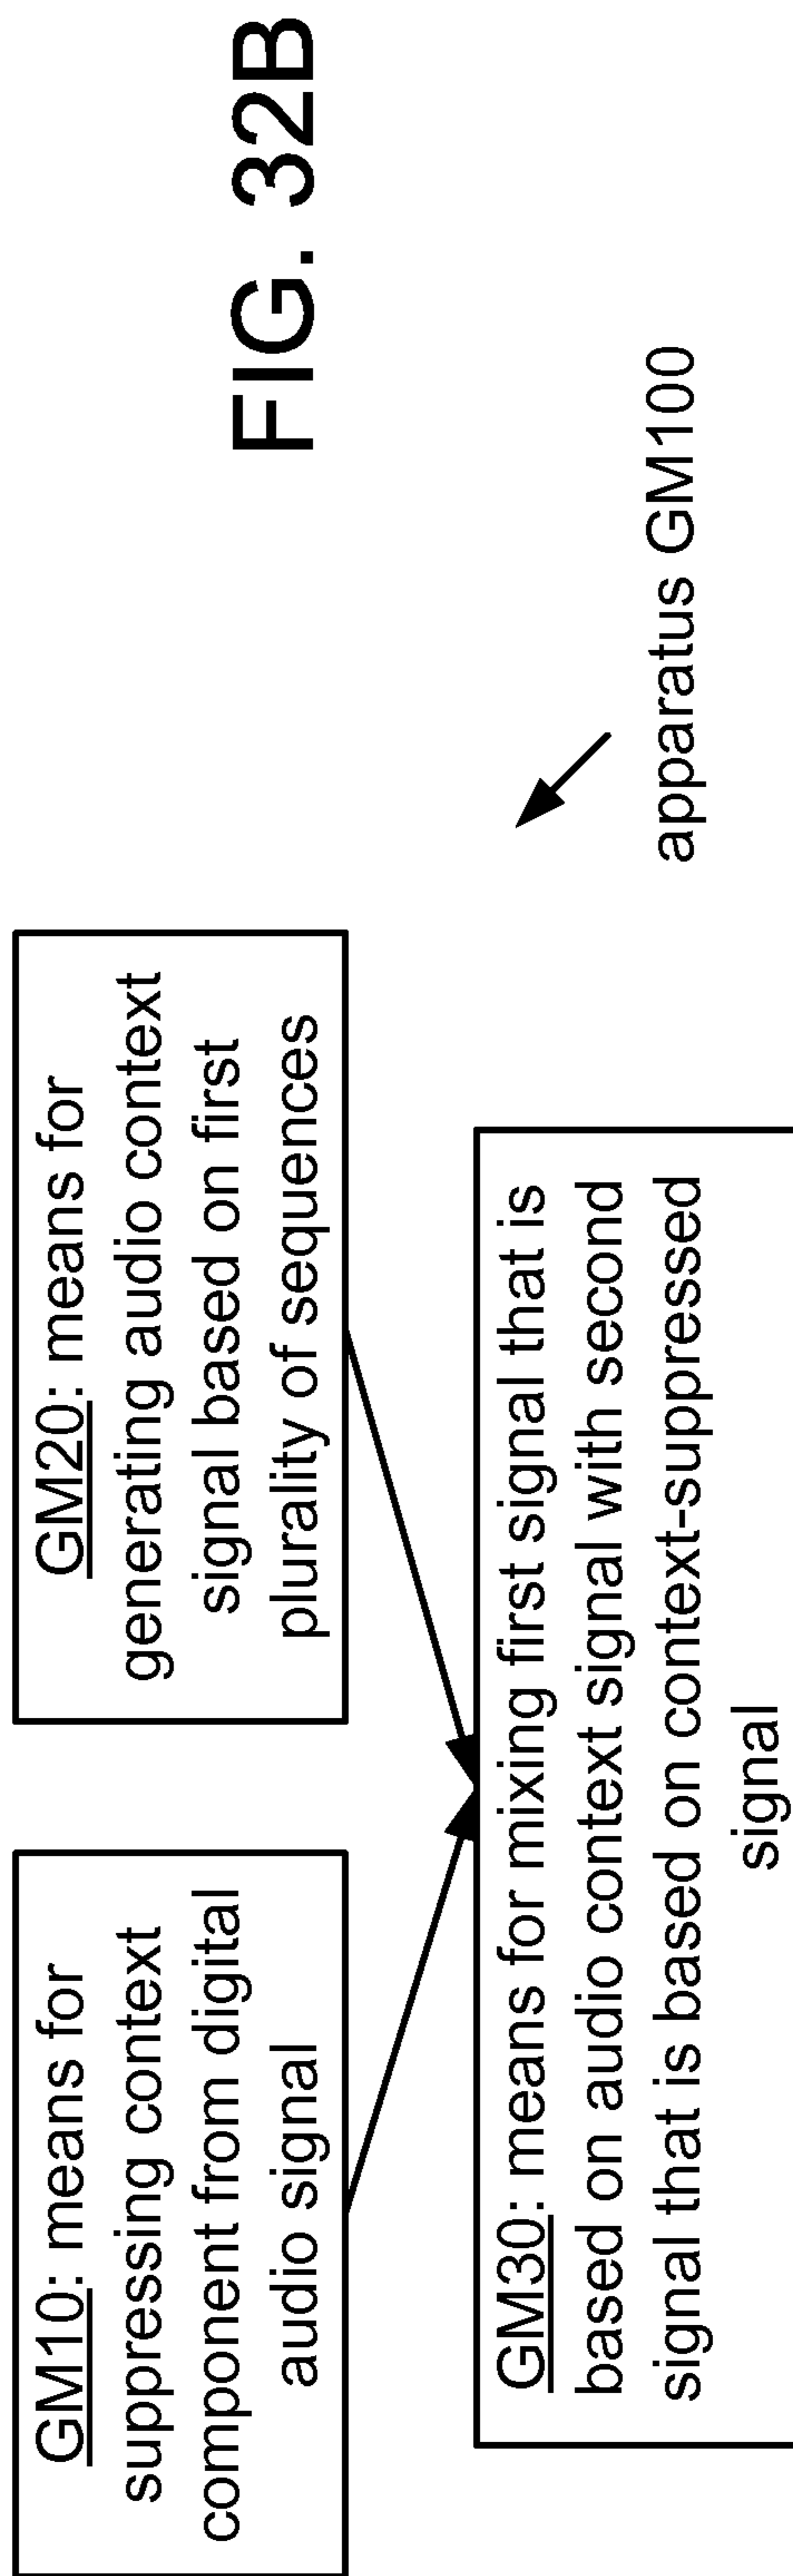 GM10: means for
suppressing context
component from digital
audio signal
GM20: means for
generating audio context
signal based on first
plurality of sequences
GM30: means for mixing first signal that is
based on audio context signal with second
signal that is based on context-suppressed
signal
apparatus GM100
FIG. 32B